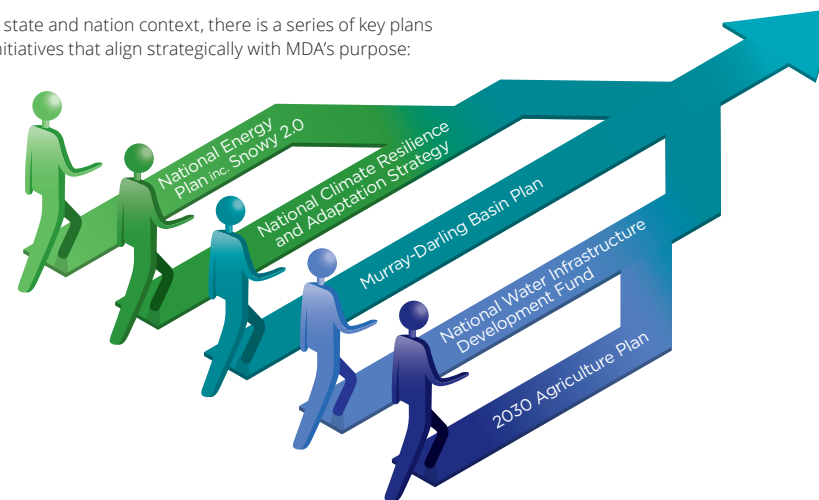 state and nation context, there is a series of key plans
nitiatives that align strategically with MDA's purpose:
National Energy
Plan inc. Snowy 2.0
National Climate Resilience
and Adaptation Strategy
Murray-Darling Basin Plan
National Water Infrastructure
Development Fund
2030 Agriculture Plan